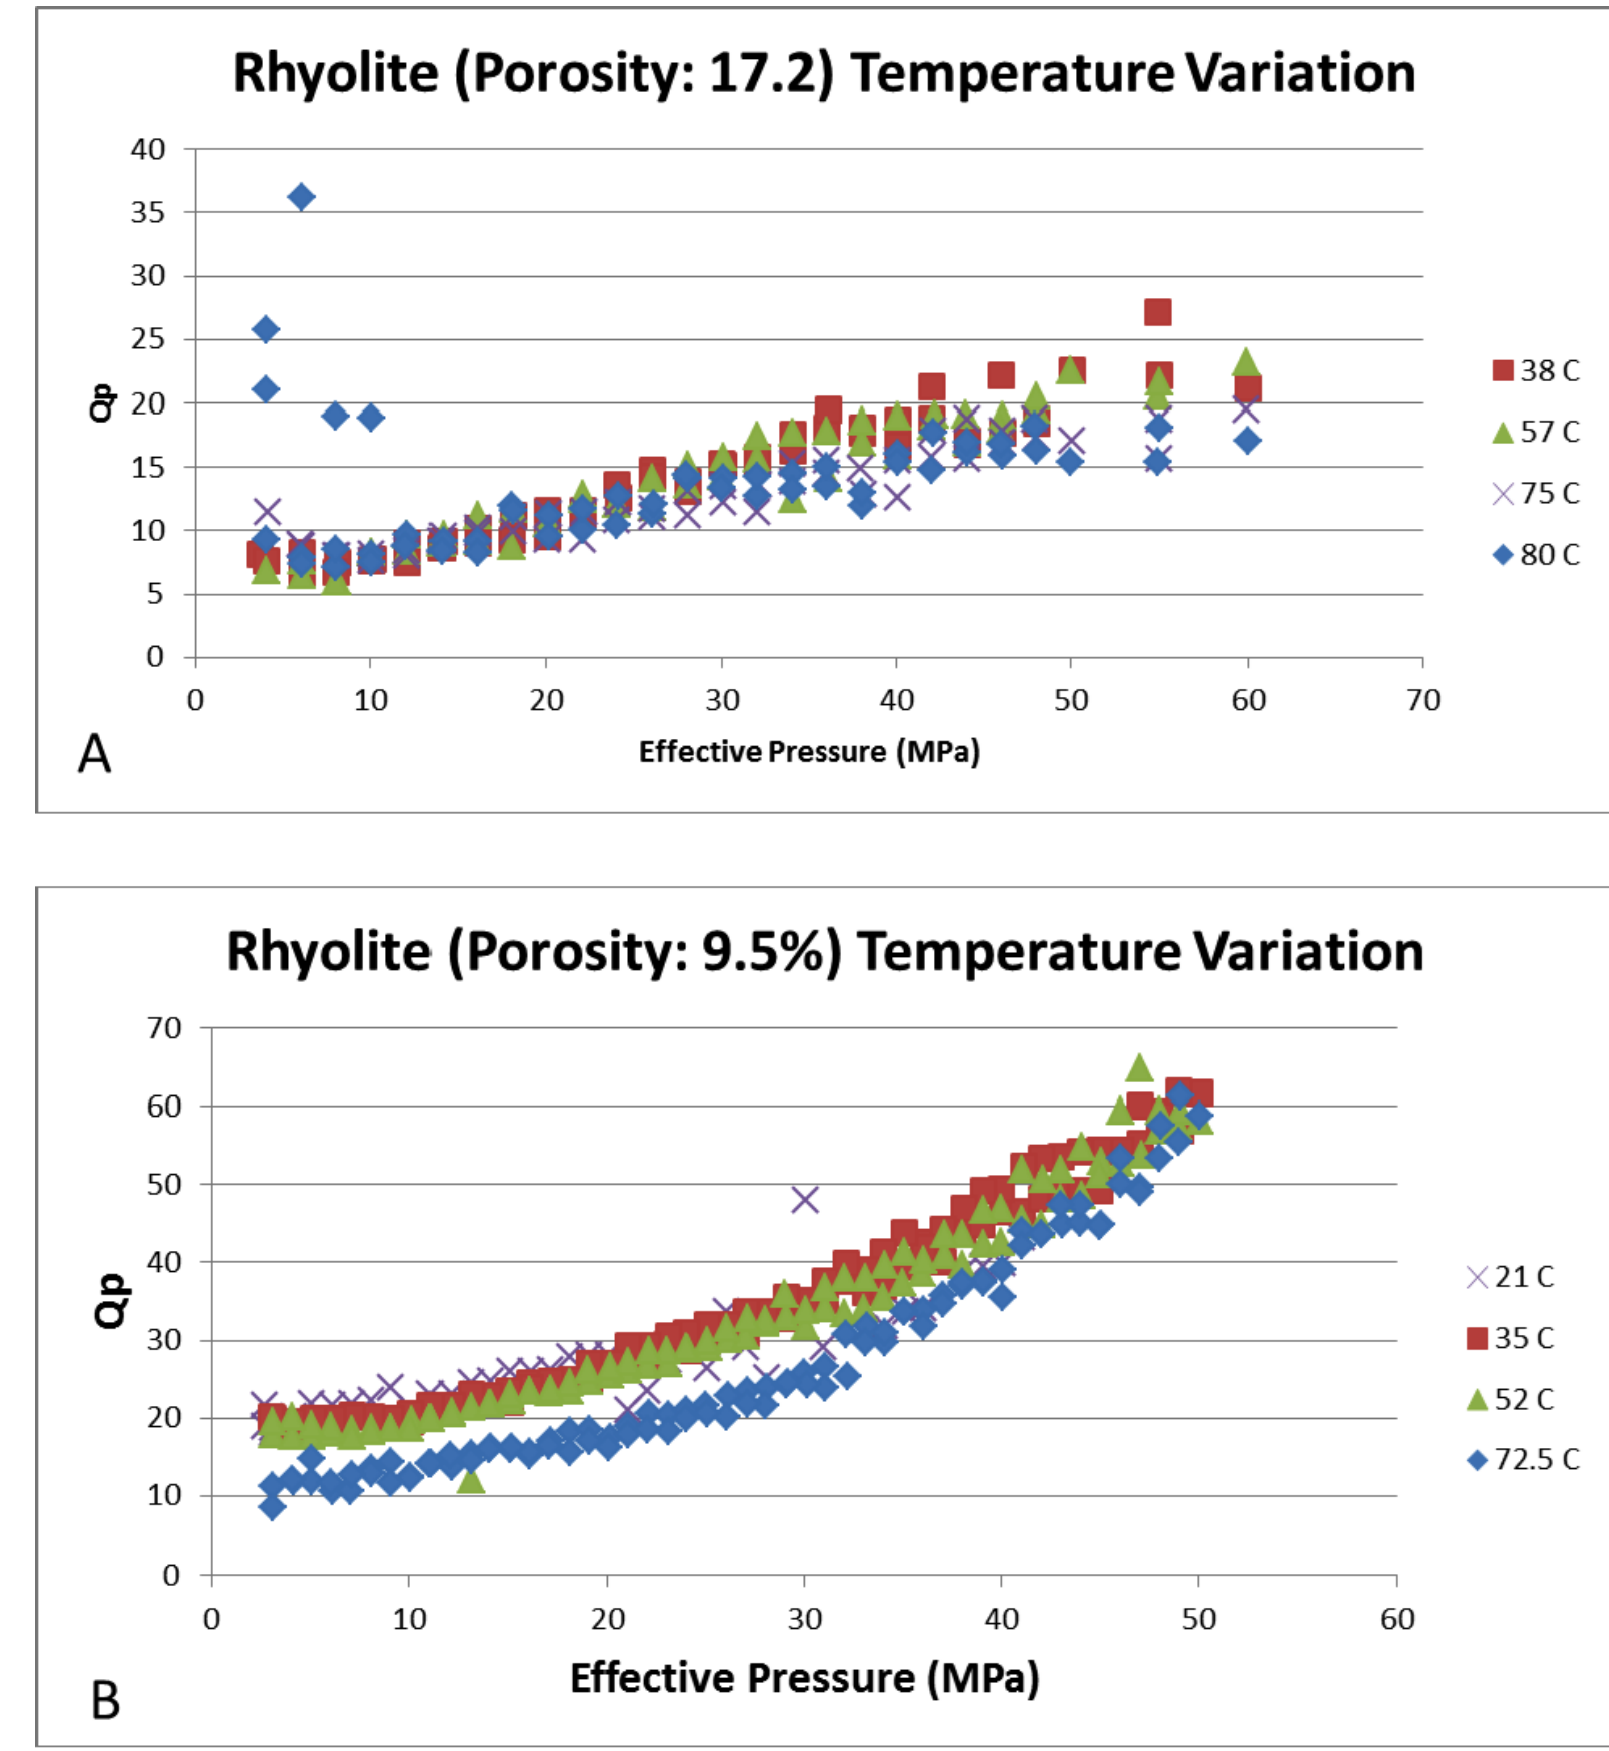 Rhyolite (Porosity: 17.2) Temperature Variation
40
35
30
25
20
15
10
5
0
Qp
0 10 20 30 40 50 60 70
Effective Pressure (MPa)
38 C
57 C
75 C
80 C
A
Rhyolite (Porosity: 9.5%) Temperature Variation
70
60
50
40
30
20
10
0
Qp
0 10 20 30 40 50 60
Effective Pressure (MPa)
21 C
35 C
52 C
72.5 C
B